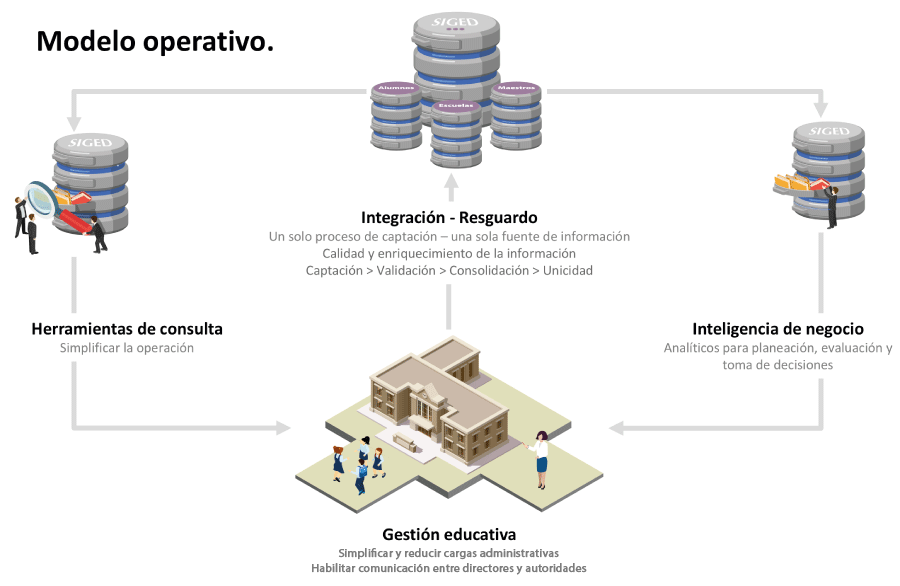 Modelo operativo.
SIGED
Alumnos
Maestros
Escuelas
SIGED
SIGED
Integración - Resguardo
Un solo proceso de captación – una sola fuente de información
Calidad y enriquecimiento de la información
Captación > Validación > Consolidación > Unicidad
Herramientas de consulta
Simplificar la operación
Inteligencia de negocio
Analíticos para planeación, evaluación y
toma de decisiones
Gestión educativa
Simplificar y reducir cargas administrativas
Habilitar comunicación entre directores y autoridades